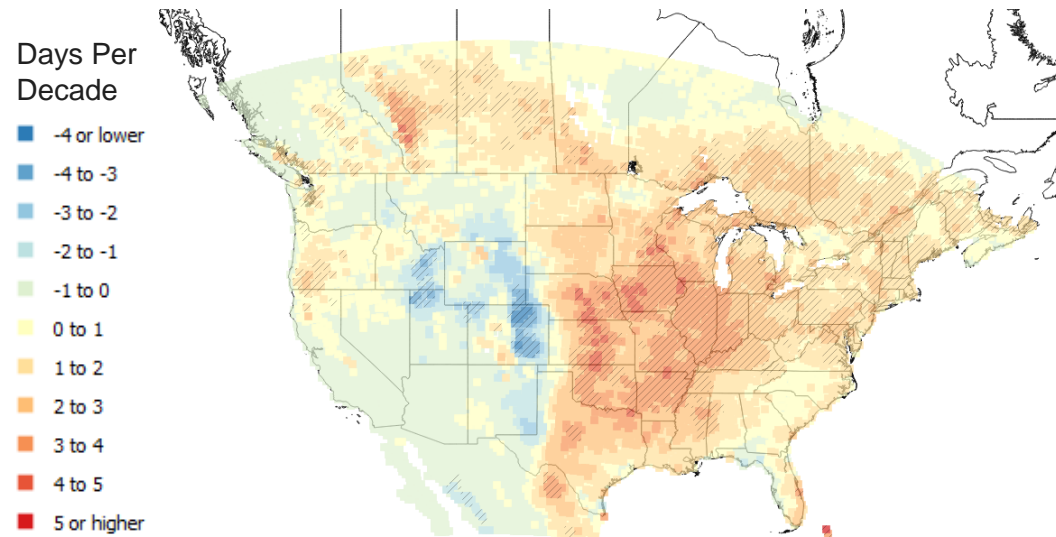 Days Per
Decade
-4 or lower
-4 to -3
-3 to -2
-2 to -1
-1 to 0
0 to 1
1 to 2
2 to 3
3 to 4
4 to 5
5 or higher